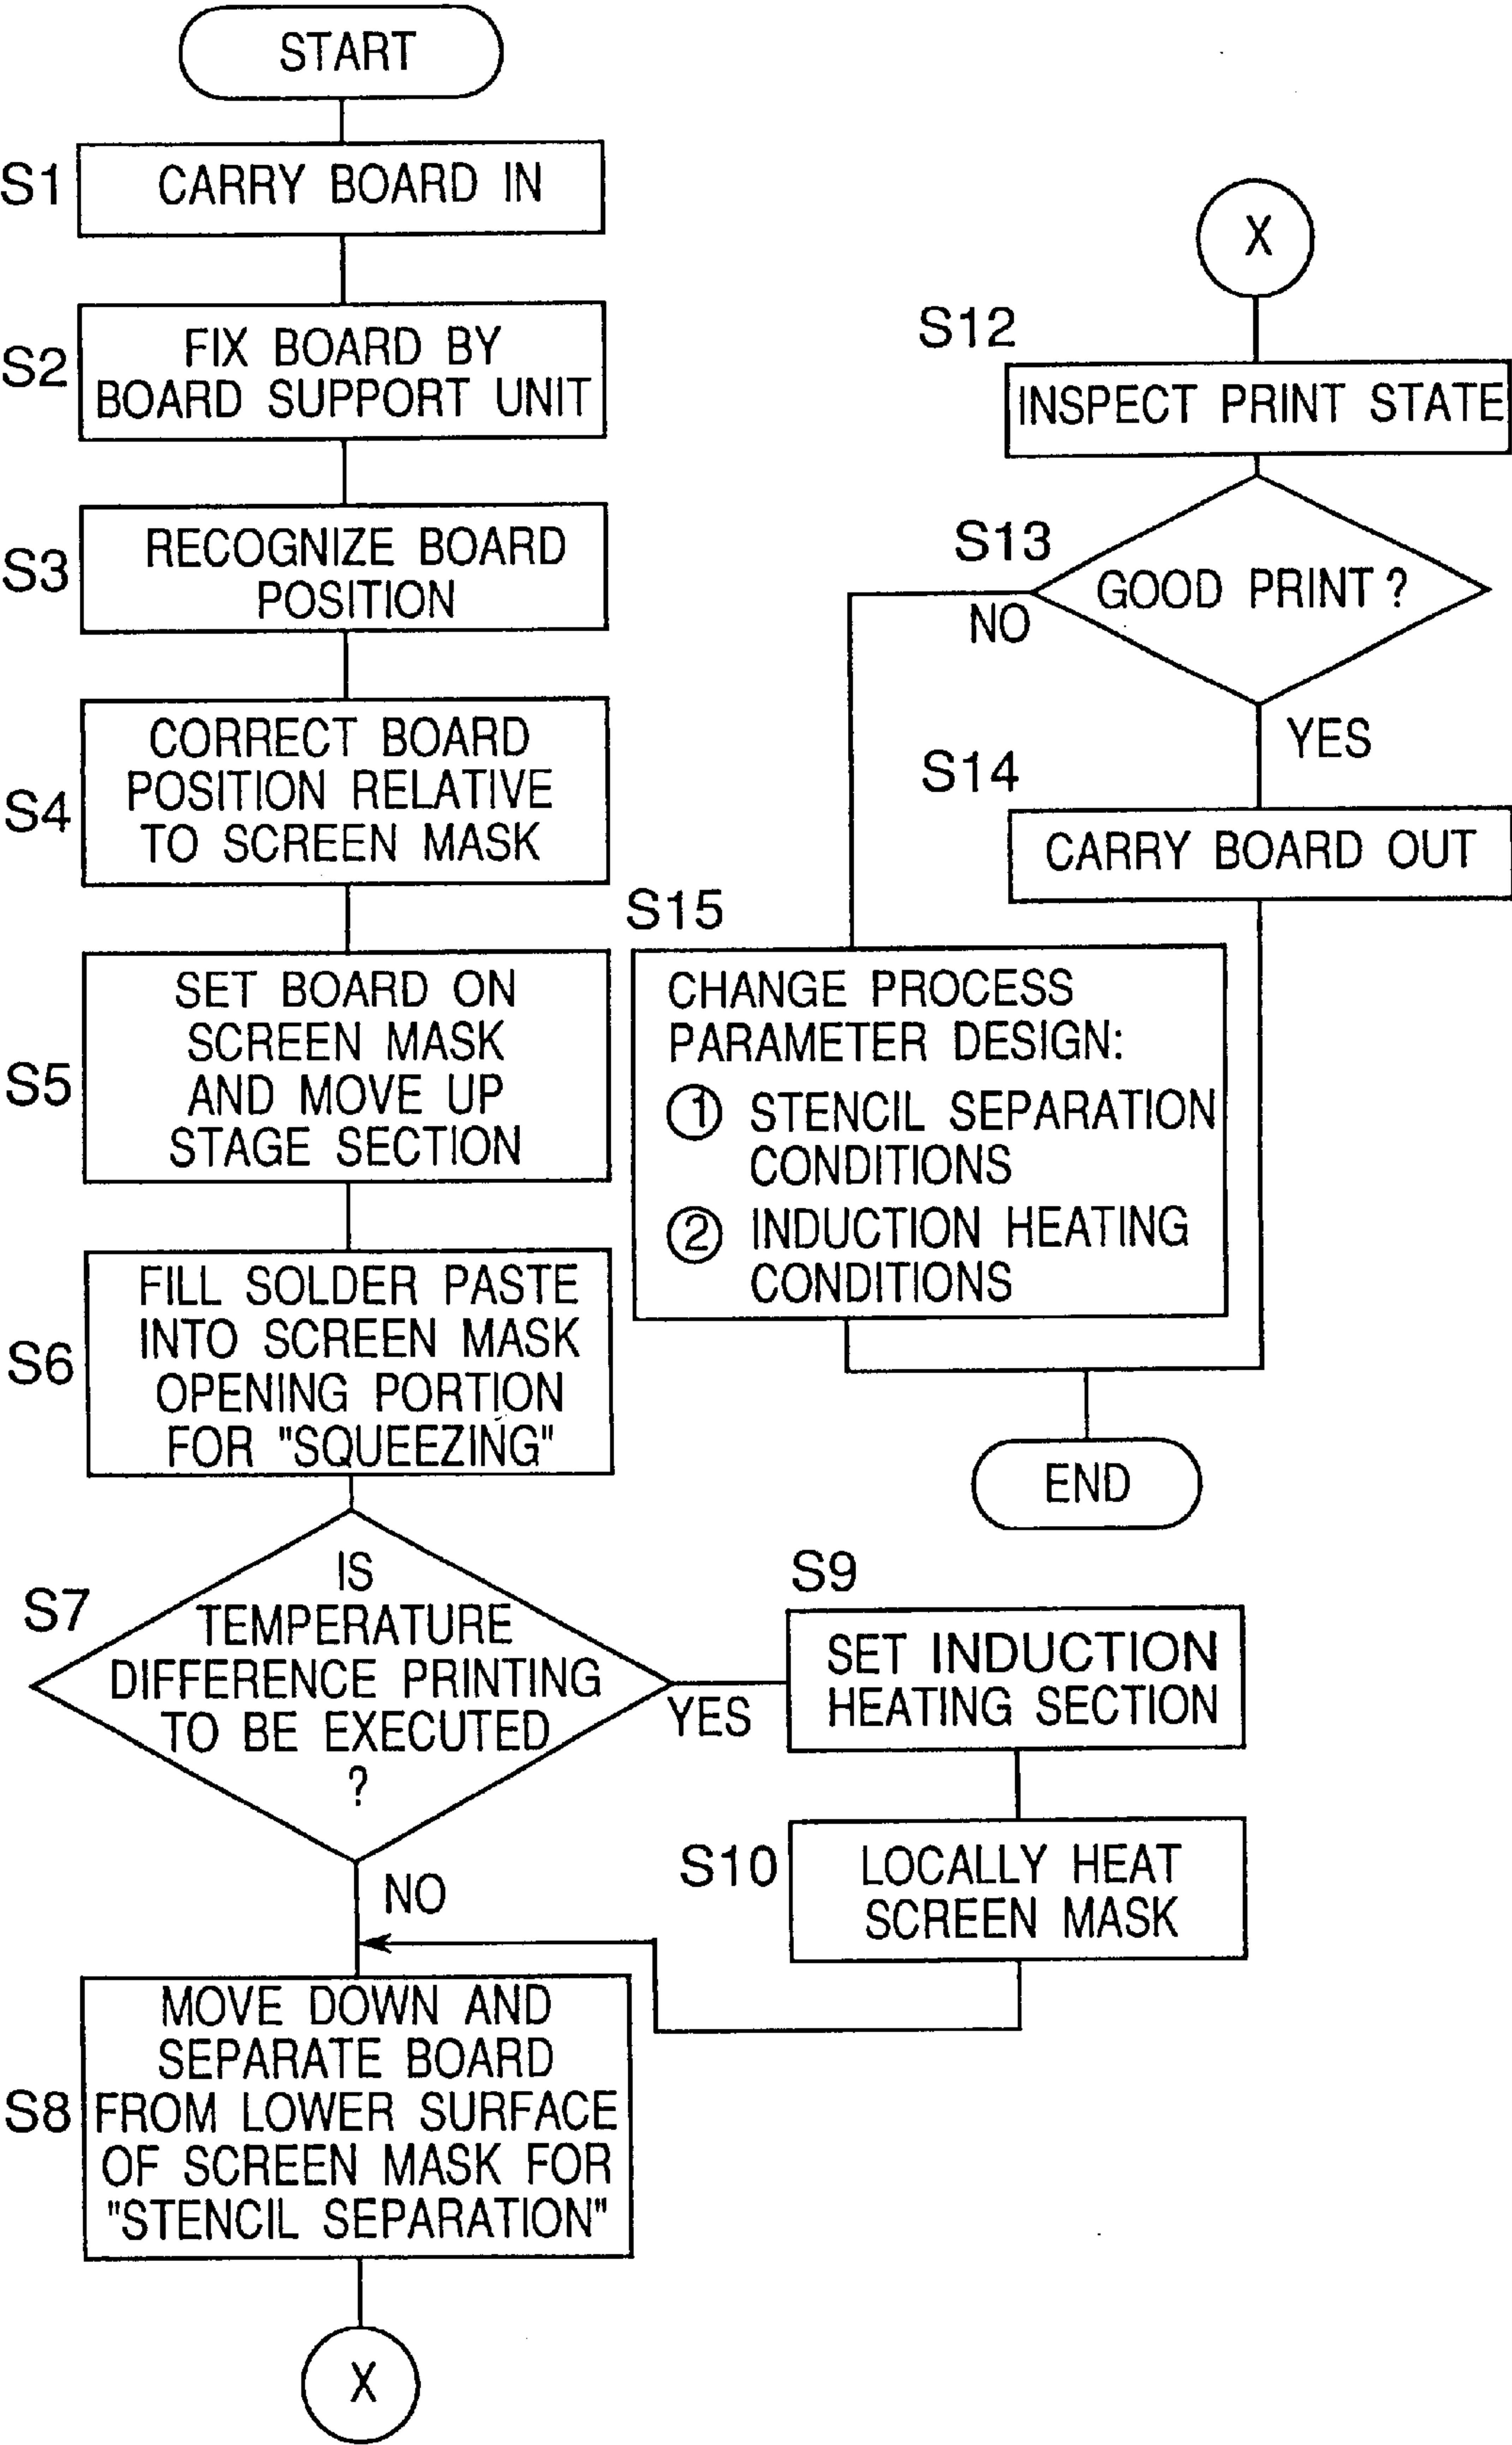 START
S1
CARRY BOARD IN
S2
FIX BOARD BY
BOARD SUPPORT UNIT
S3
RECOGNIZE BOARD
POSITION
S4
CORRECT BOARD
POSITION RELATIVE
TO SCREEN MASK
S5
SET BOARD ON
SCREEN MASK
AND MOVE UP
STAGE SECTION
S6
FILL SOLDER PASTE
INTO SCREEN MASK
OPENING PORTION
FOR "SQUEEZING"
S7
IS
TEMPERATURE
DIFFERENCE PRINTING
TO BE EXECUTED
?
YES
NO
S9
SET INDUCTION
HEATING SECTION
S10
LOCALLY HEAT
SCREEN MASK
S8
MOVE DOWN AND
SEPARATE BOARD
FROM LOWER SURFACE
OF SCREEN MASK FOR
"STENCIL SEPARATION"
X
X
S12
INSPECT PRINT STATE
S13
GOOD PRINT ?
NO
YES
S14
CARRY BOARD OUT
S15
CHANGE PROCESS
PARAMETER DESIGN:
① STENCIL SEPARATION
CONDITIONS
② INDUCTION HEATING
CONDITIONS
END